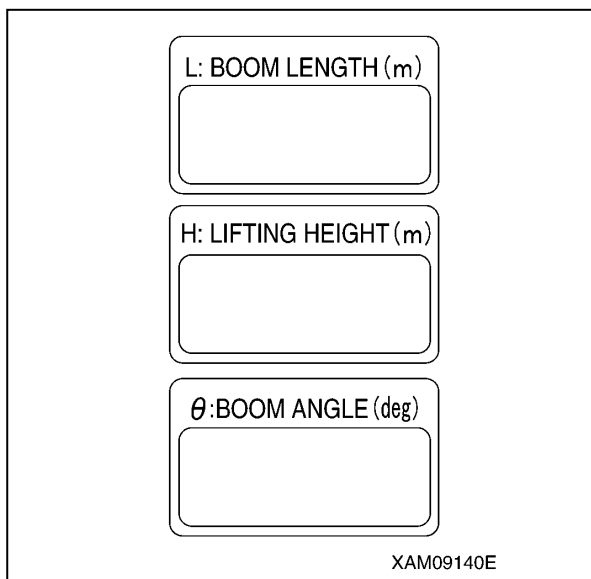 L: BOOM LENGTH(m)
H: LIFTING HEIGHT(m)
θ:BOOM ANGLE(deg)
XAM09140E